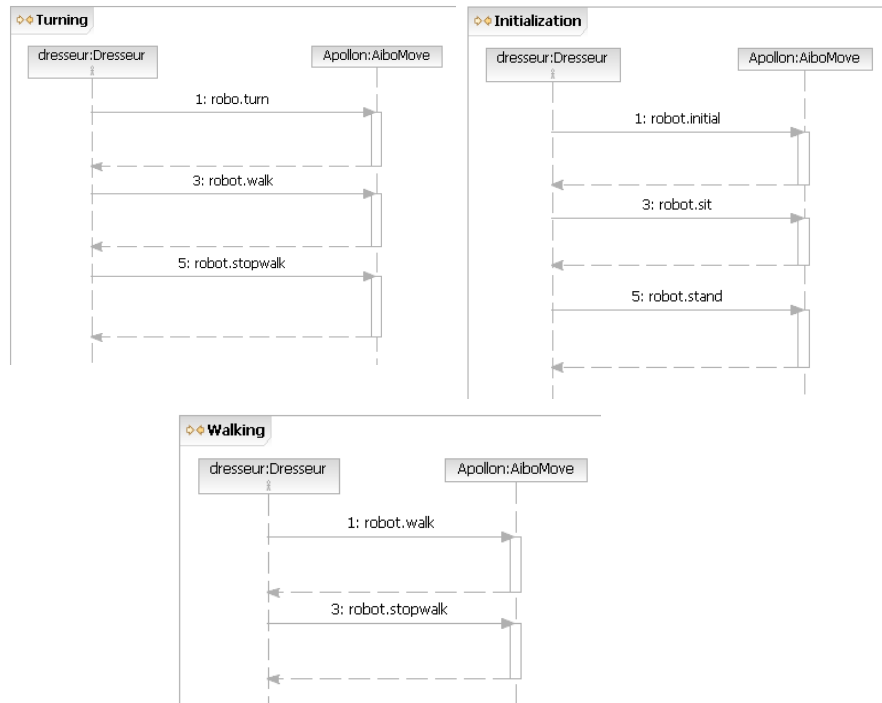 Turning
dresseur:Dresseur
Apollon:AiboMove
1: robo.turn
3: robot.walk
5: robot.stopwalk
Initialization
dresseur:Dresseur
Apollon:AiboMove
1: robot.initial
3: robot.sit
5: robot.stand
Walking
dresseur:Dresseur
Apollon:AiboMove
1: robot.walk
3: robot.stopwalk